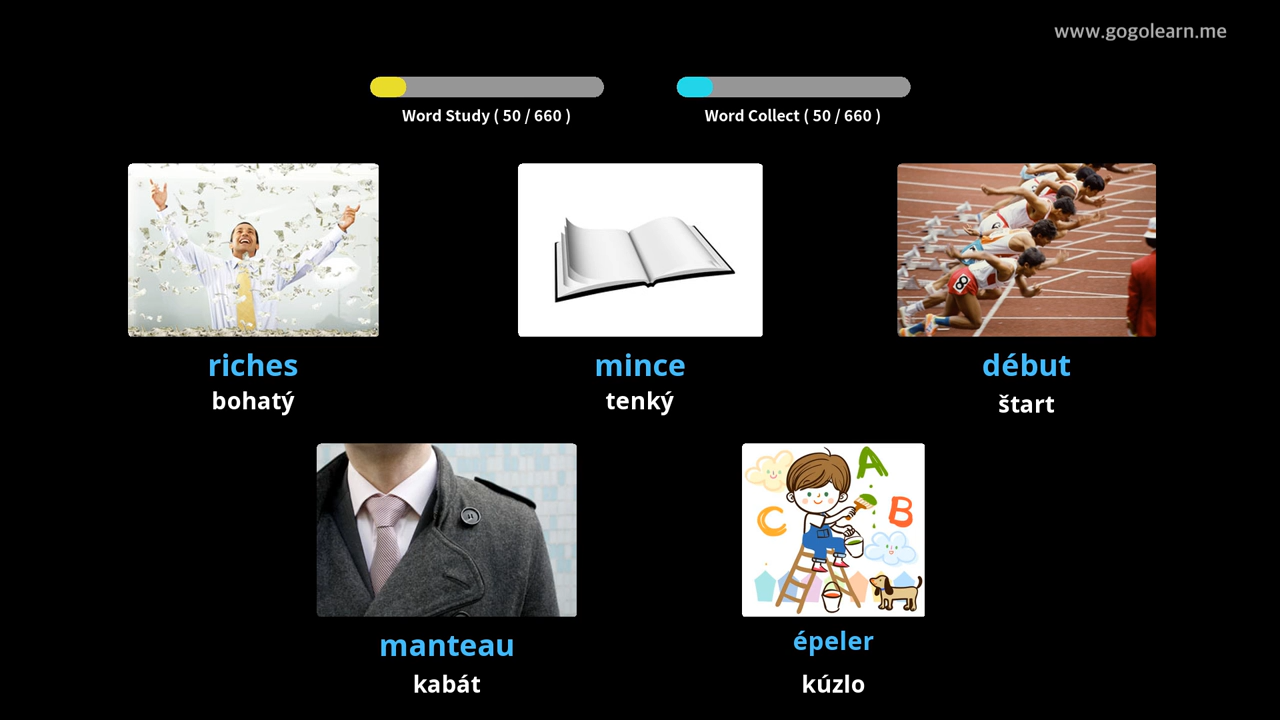 www.gogolearn.me
Word Study ( 50 / 660 )
Word Collect ( 50 / 660 )
riches
bohatý
mince
tenký
début
štart
manteau
kabát
A
B
C
épeler
kúzlo